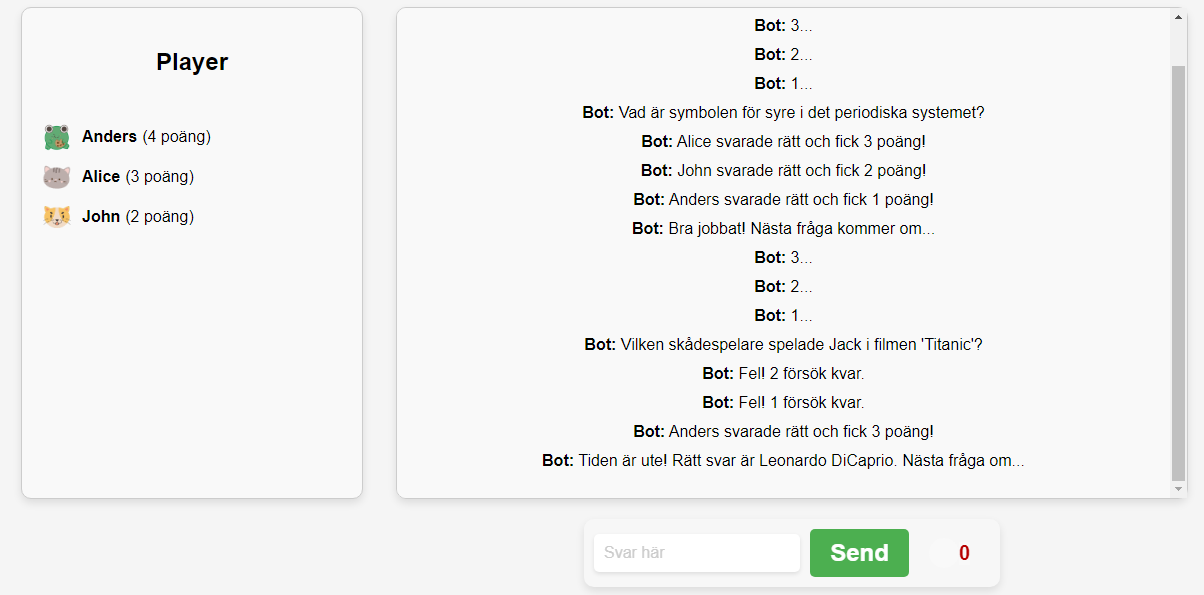 Player
Anders (4 poäng)
Alice (3 poäng)
John (2 poäng)
Bot: 3...
Bot: 2...
Bot: 1...
Bot: Vad är symbolen för syre i det periodiska systemet?
Bot: Alice svarade rätt och fick 3 poäng!
Bot: John svarade rätt och fick 2 poäng!
Bot: Anders svarade rätt och fick 1 poäng!
Bot: Bra jobbat! Nästa fråga kommer om...
Bot: 3...
Bot: 2...
Bot: 1...
Bot: Vilken skådespelare spelade Jack i filmen 'Titanic'?
Bot: Fel! 2 försök kvar.
Bot: Fel! 1 försök kvar.
Bot: Anders svarade rätt och fick 3 poäng!
Bot: Tiden är ute! Rätt svar är Leonardo DiCaprio. Nästa fråga om...
Svar här
Send
0